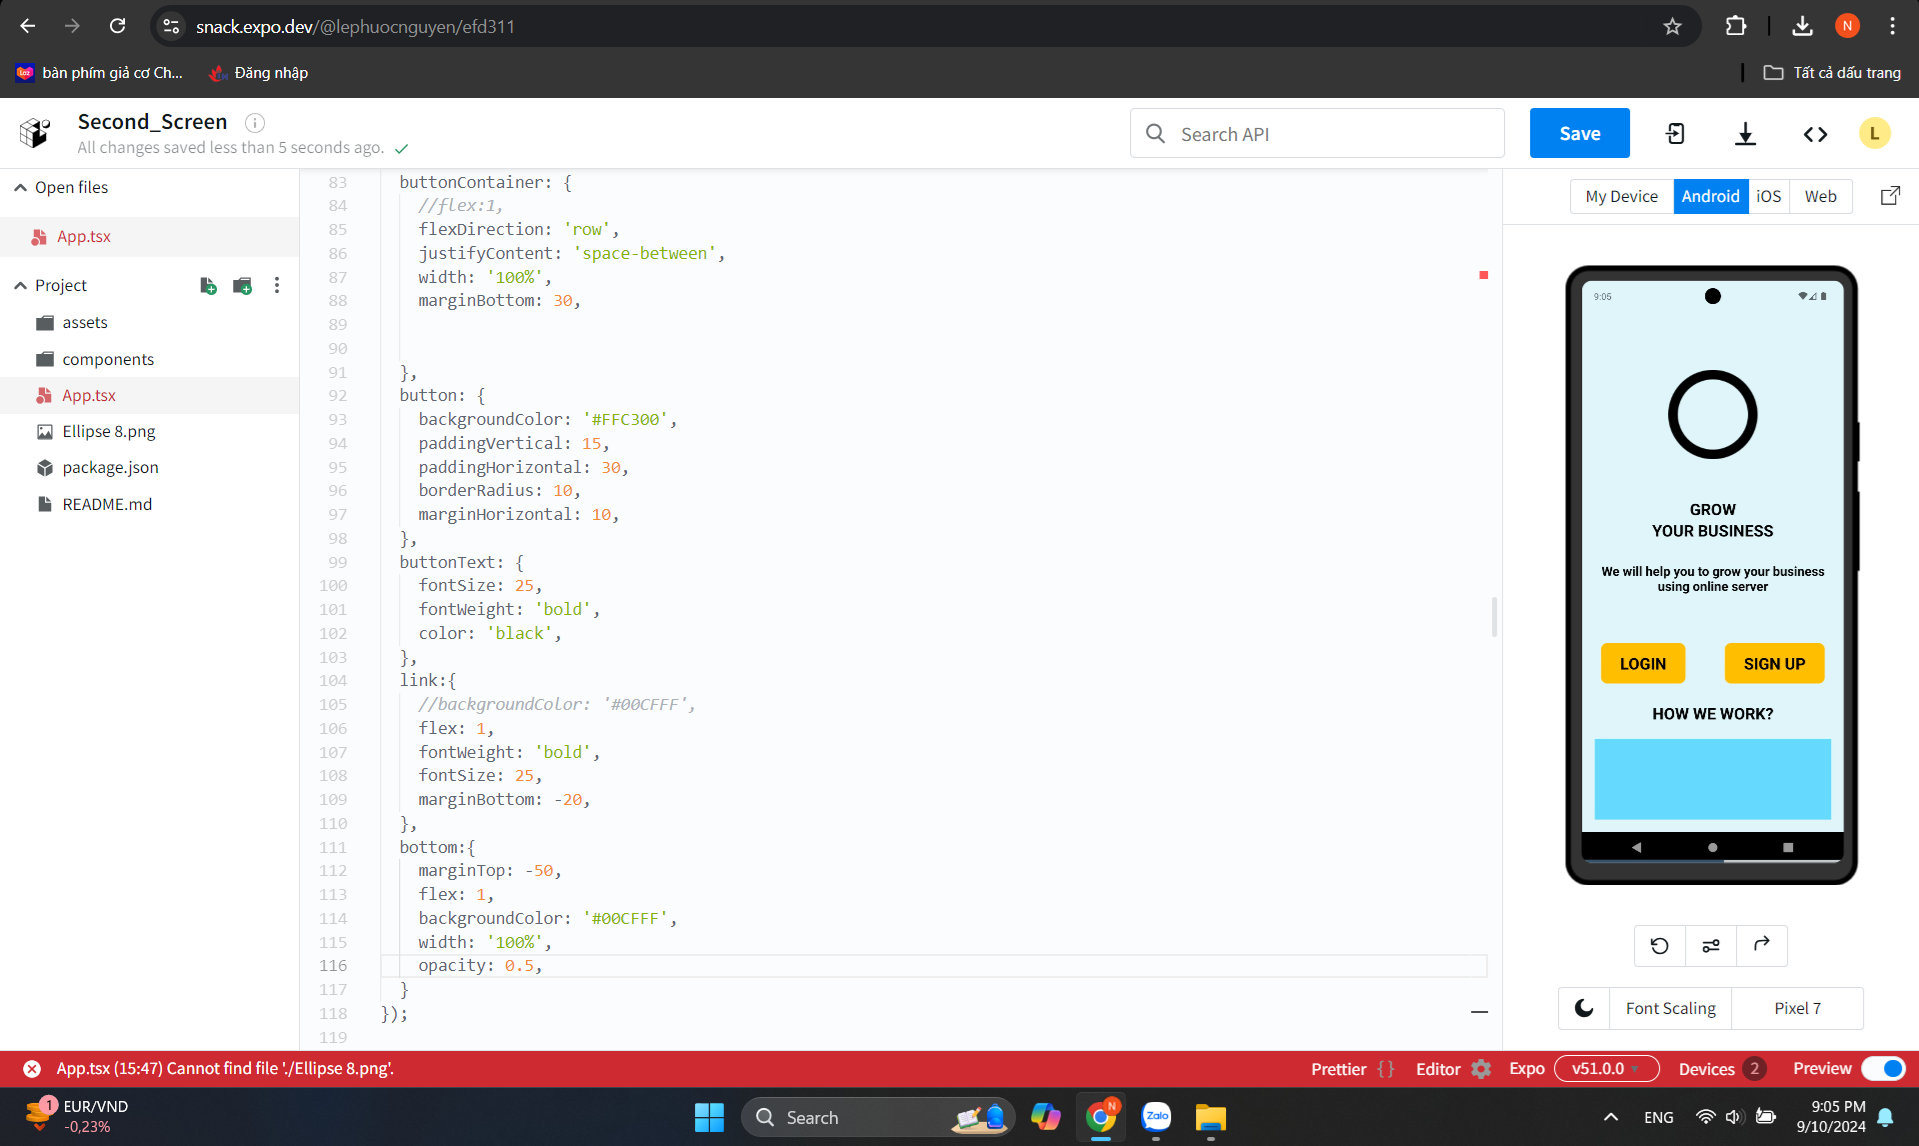 snack.expo.dev/@lephuocnguyen/efd311
N
bàn phím giả cơ Ch...
Đăng nhập
Tất cả dấu trang
Second_Screen
All changes saved less than 5 seconds ago.
Search API
Save
L
Open files
App.tsx
Project
assets
components
App.tsx
Ellipse 8.png
package.json
README.md
83 buttonContainer: {
84 //flex:1,
85 flexDirection: 'row',
86 justifyContent: 'space-between',
87 width: '100%',
88 marginBottom: 30,
89
90
91 },
92 button: {
93 backgroundColor: '#FFC300',
94 paddingVertical: 15,
95 paddingHorizontal: 30,
96 borderRadius: 10,
97 marginHorizontal: 10,
98 },
99 buttonText: {
100 fontSize: 25,
101 fontWeight: 'bold',
102 color: 'black',
103 },
104 link:{
105 //backgroundColor: '#00CFFF',
106 flex: 1,
107 fontWeight: 'bold',
108 fontSize: 25,
109 marginBottom: -20,
110 },
111 bottom:{
112 marginTop: -50,
113 flex: 1,
114 backgroundColor: '#00CFFF',
115 width: '100%',
116 opacity: 0.5,
117 }
118 });
119
My Device Android iOS Web
9:05
GROW
YOUR BUSINESS
We will help you to grow your business
using online server
LOGIN SIGN UP
HOW WE WORK?
Font Scaling Pixel 7
App.tsx (15:47) Cannot find file './Ellipse 8.png'.
Prettier { } Editor Expo v51.0.0 Devices 2 Preview
1
EUR/VND
-0,23%
Search
N
Zalo
ENG
9:05 PM
9/10/2024